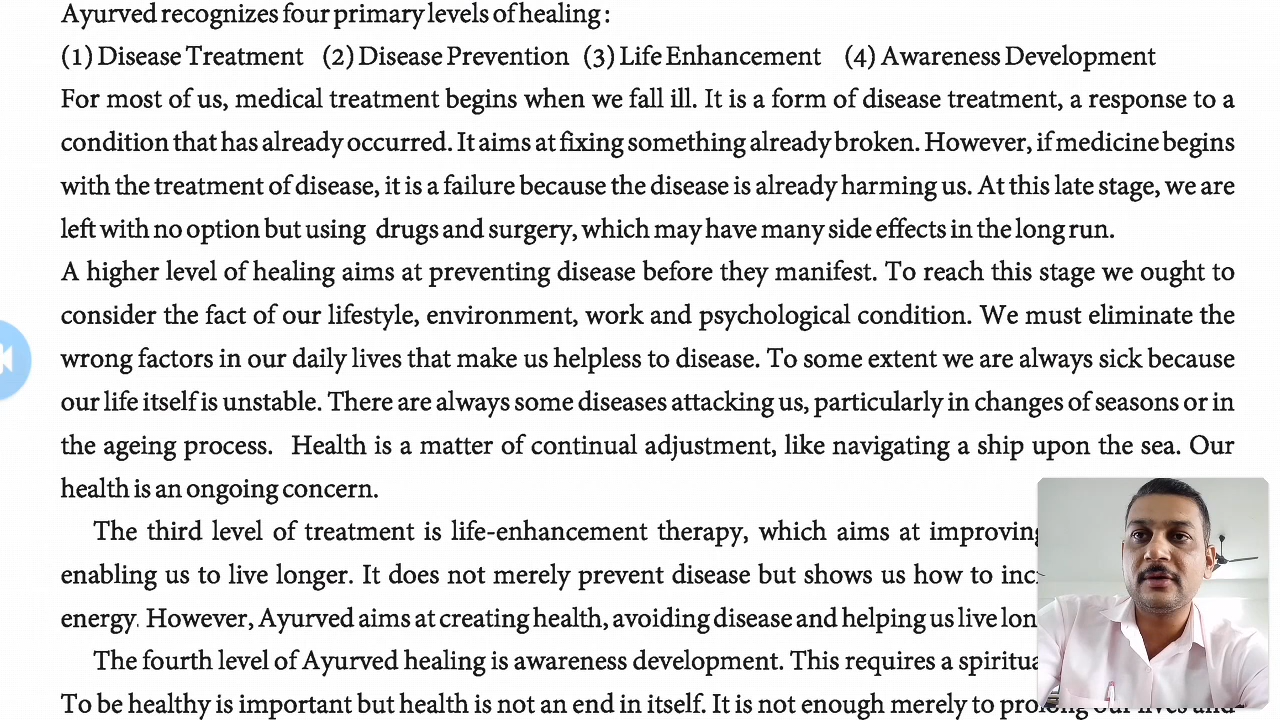 Ayurved recognizes four primary levels of healing:
(1) Disease Treatment (2) Disease Prevention (3) Life Enhancement (4) Awareness Development
For most of us, medical treatment begins when we fall ill. It is a form of disease treatment, a response to a
condition that has already occurred. It aims at fixing something already broken. However, if medicine begins
with the treatment of disease, it is a failure because the disease is already harming us. At this late stage, we are
left with no option but using drugs and surgery, which may have many side effects in the long run.
A higher level of healing aims at preventing disease before they manifest. To reach this stage we ought to
consider the fact of our lifestyle, environment, work and psychological condition. We must eliminate the
wrong factors in our daily lives that make us helpless to disease. To some extent we are always sick because
our life itself is unstable. There are always some diseases attacking us, particularly in changes of seasons or in
the ageing process. Health is a matter of continual adjustment, like navigating a ship upon the sea. Our
health is an ongoing concern.
The third level of treatment is life-enhancement therapy, which aims at improving
enabling us to live longer. It does not merely prevent disease but shows us how to
energy. However, Ayurved aims at creating health, avoiding disease and helping us live
The fourth level of Ayurved healing is awareness development. This requires a
To be healthy is important but health is not an end in itself. It is not enough merely to prolong our lives and